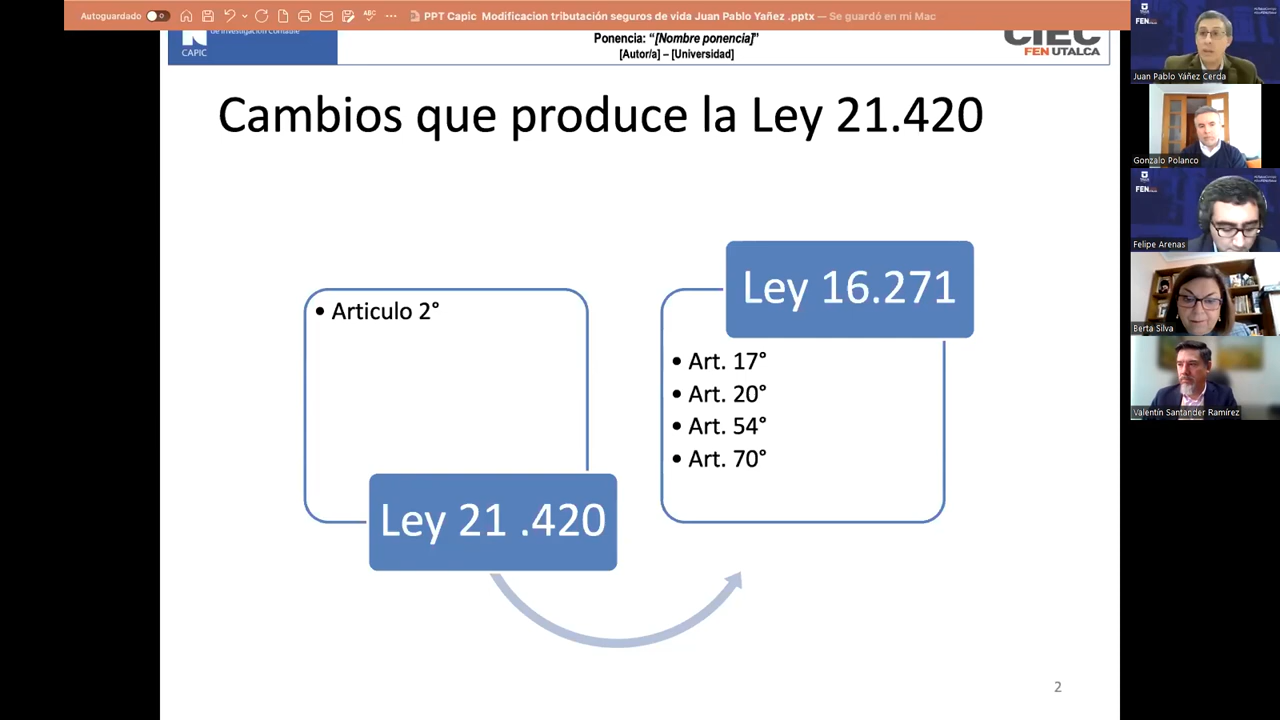 Autoguardado
PPT Capic Modificacion tributación seguros de vida Juan Pablo Yañez .pptx — Se guardó en mi Mac
de Investigación Contable
CAPIC
Ponencia: “[Nombre ponencia]”
[Autor/a] – [Universidad]
CIEC
FEN UTALCA
Cambios que produce la Ley 21.420
• Articulo 2°
Ley 21 .420
Ley 16.271
• Art. 17°
• Art. 20°
• Art. 54°
• Art. 70°
2
FEN
Juan Pablo Yáñez Cerda
Gonzalo Polanco
FEN
Felipe Arenas
Berta Silva
Valentín Santander Ramírez